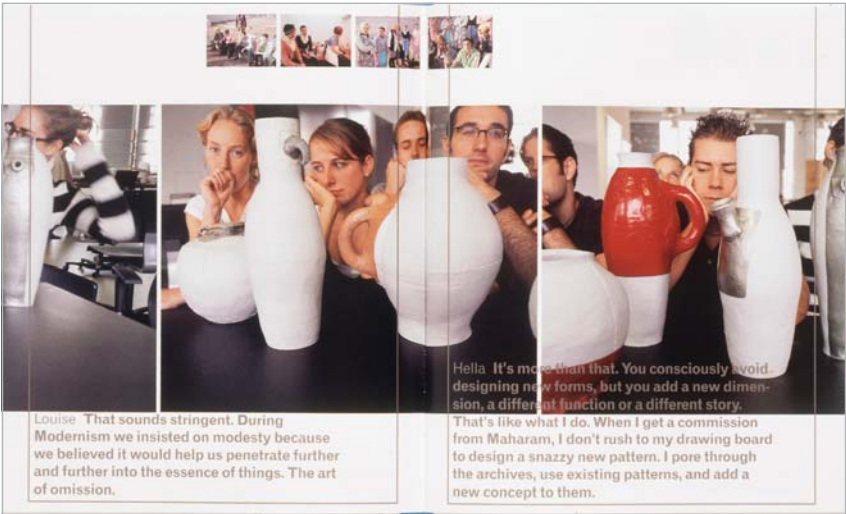 Louise That sounds stringent. During
Modernism we insisted on modesty because
we believed it would help us penetrate further
and further into the essence of things. The art
of omission.
Hella It's more than that. You consciously avoid
designing new forms, but you add a new dimen-
sion, a different function or a different story.
That's like what I do. When I get a commission
from Maharam, I don't rush to my drawing board
to design a snazzy new pattern. I pore through
the archives, use existing patterns, and add a
new concept to them.